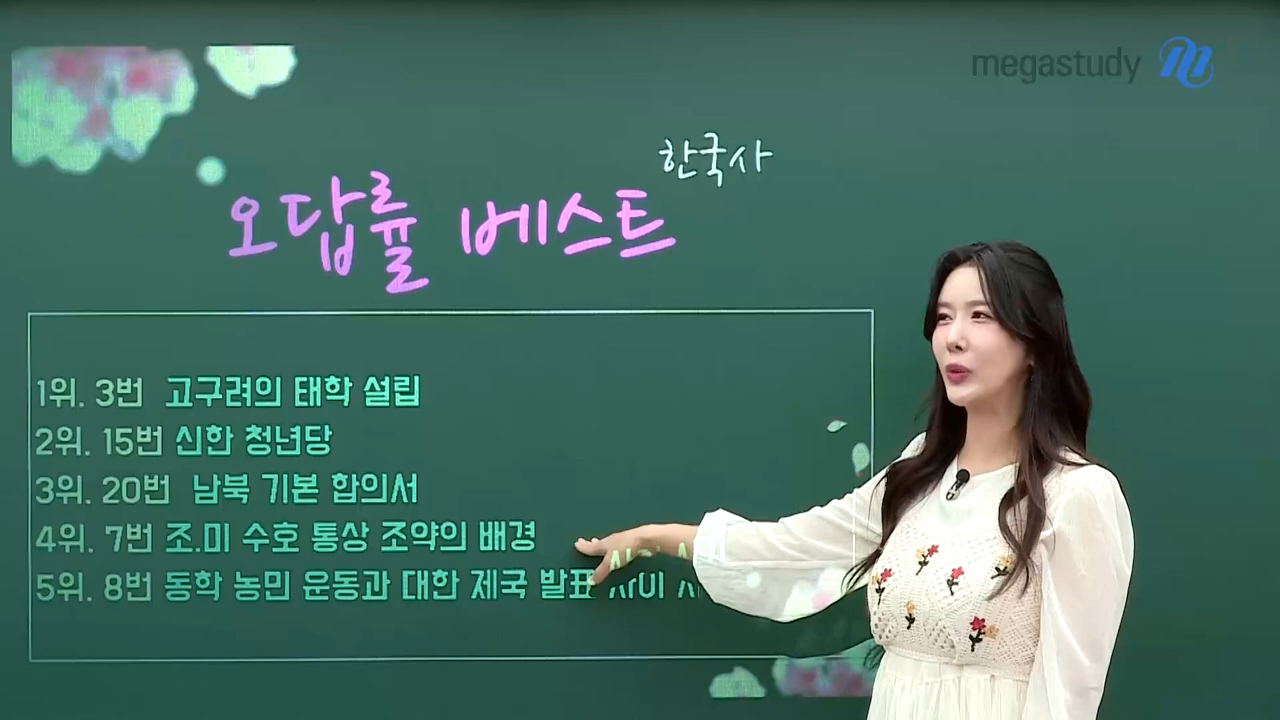 megastudy
한국사
오답률 베스트
1위. 3번 고구려의 태학 설립
2위. 15번 신한 청년당
3위. 20번 남북 기본 합의서
4위. 7번 조.미 수호 통상 조약의 배경
5위. 8번 동학 농민 운동과 대한 제국 발표 사이